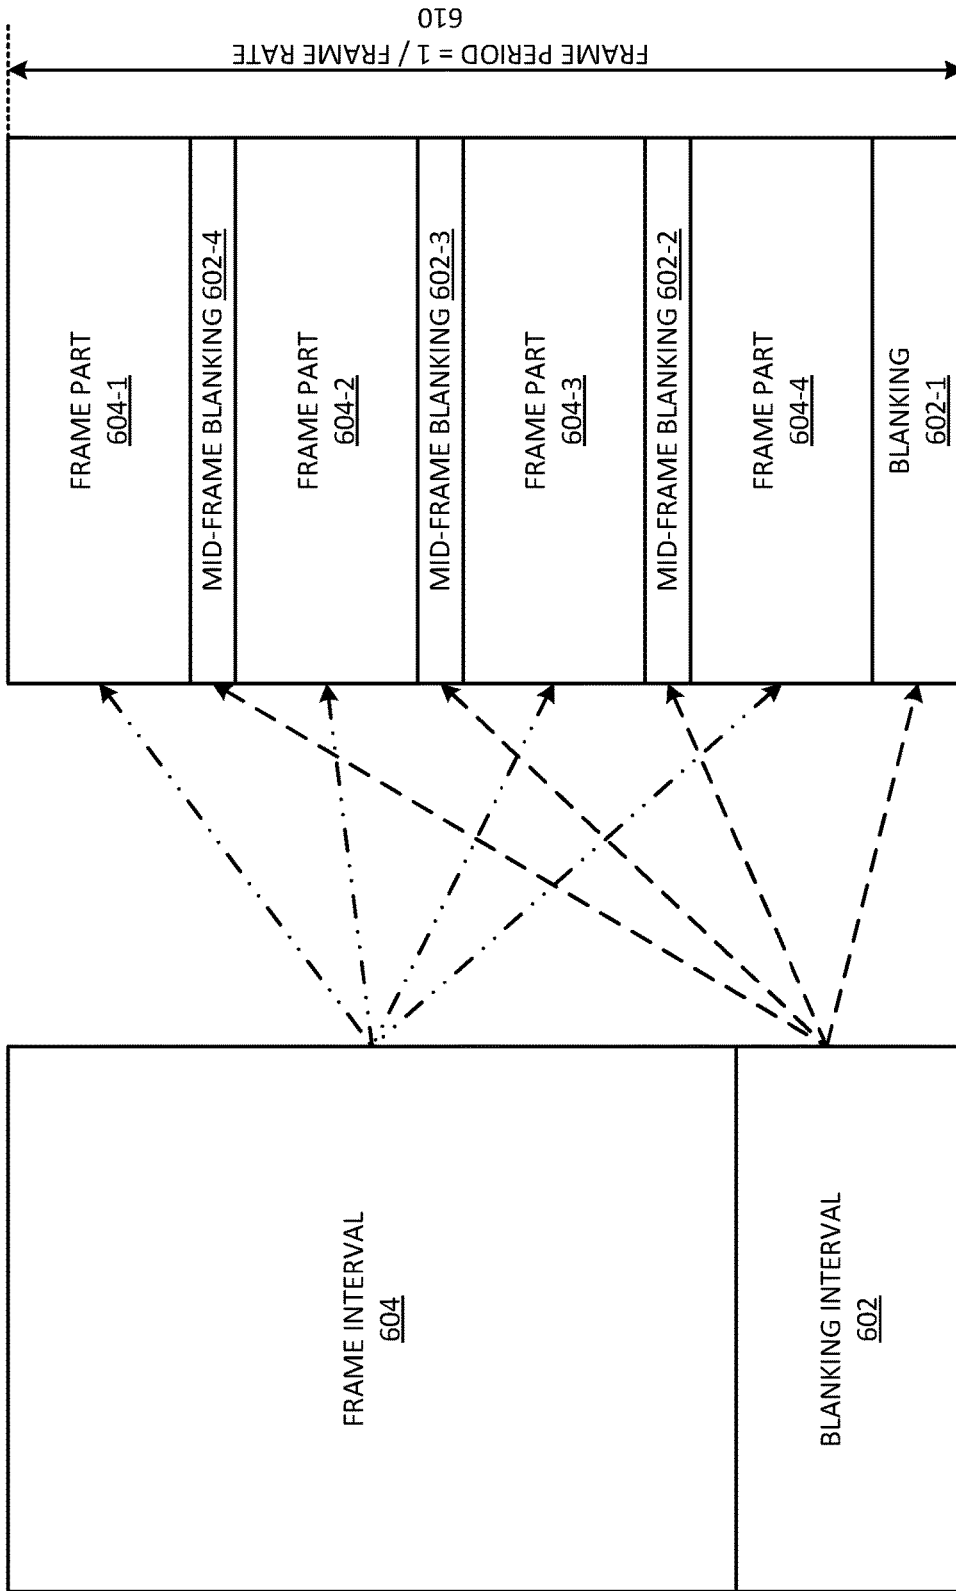 FRAME INTERVAL
604
BLANKING INTERVAL
602
FRAME PART
604-1
MID-FRAME BLANKING 602-4
FRAME PART
604-2
MID-FRAME BLANKING 602-3
FRAME PART
604-3
MID-FRAME BLANKING 602-2
FRAME PART
604-4
BLANKING
602-1
FRAME PERIOD = 1 / FRAME RATE
610